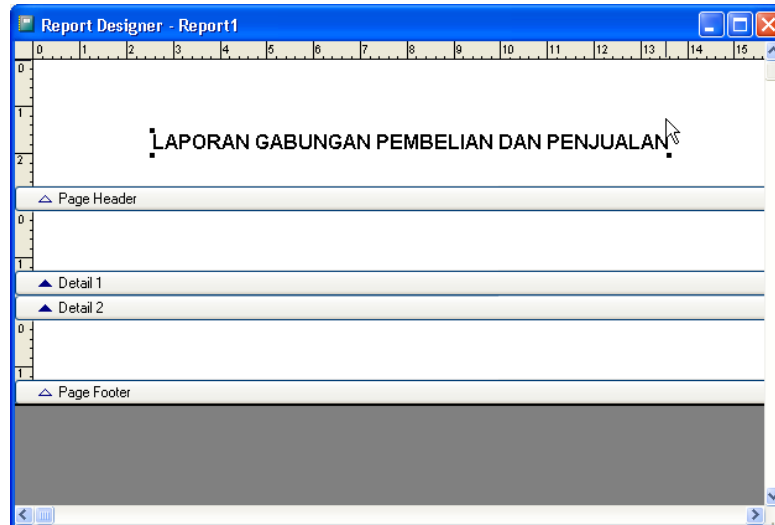 Report Designer - Report1
0 1 2 3 4 5 6 7 8 9 10 11 12 13 14 15
0
1
LAPORAN GABUNGAN PEMBELIAN DAN PENJUALAN
2
Page Header
0
1
Detail 1
Detail 2
0
1
Page Footer